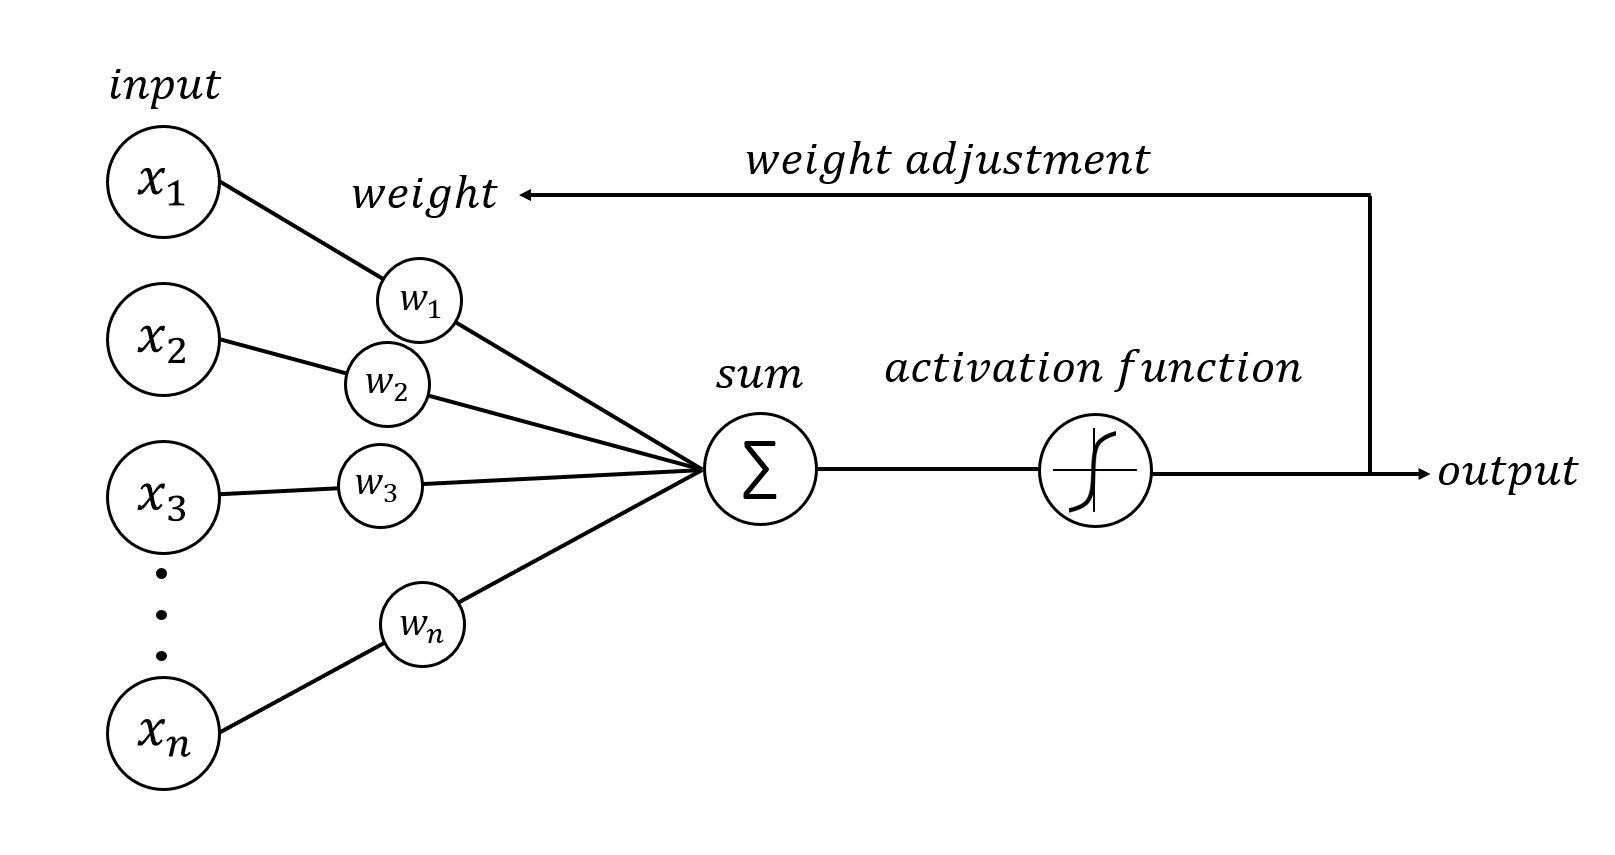 input
x₁
weight adjustment
weight
w₁
x₂
w₂
sum
activation function
x₃
w₃
∑
output
wₙ
xₙ